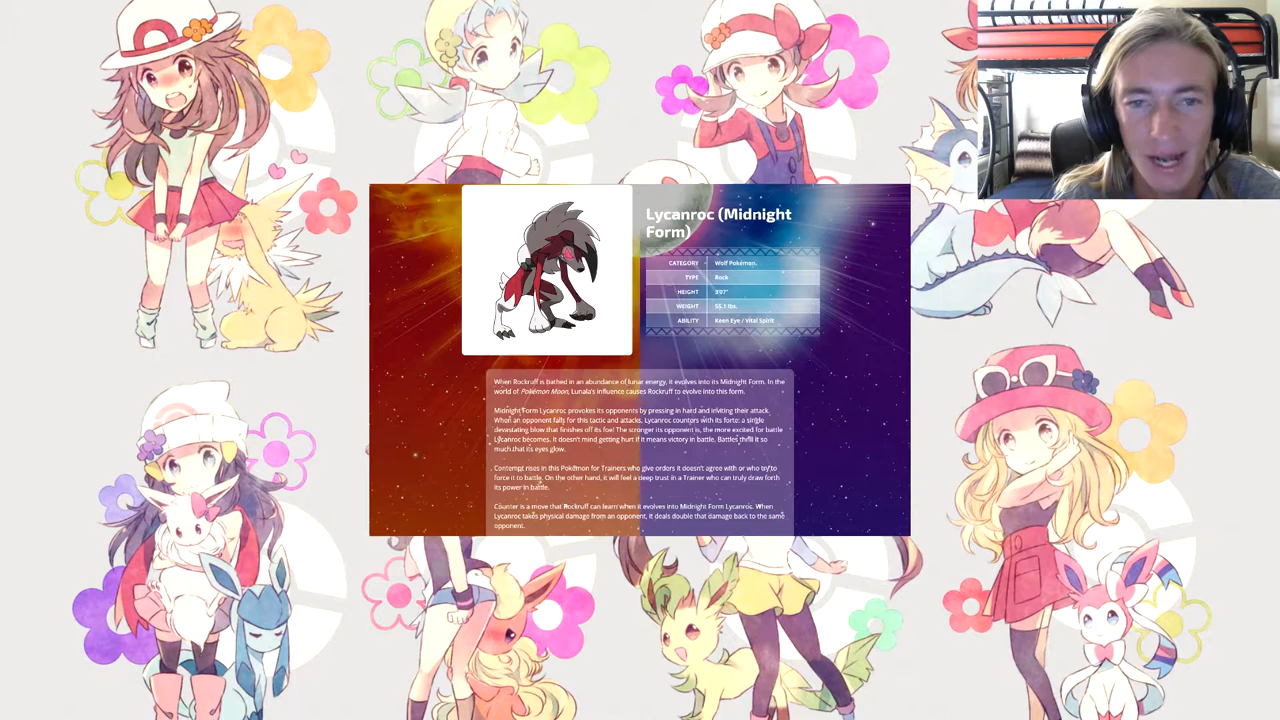 Lycanroc (Midnight
Form)
CATEGORY Wolf Pokémon.
TYPE Rock
HEIGHT 3'07"
WEIGHT 55.1 lbs.
ABILITY Keen Eye / Vital Spirit
When Rockruff is bathed in an abundance of lunar energy, it evolves into its Midnight Form. In the
world of Pokémon Moon, Lunala's influence causes Rockruff to evolve into this form.
Midnight Form Lycanroc provokes its opponents by pressing in hard and inviting their attack.
When an opponent falls for this tactic and attacks, Lycanroc counters with its forte: a single
devastating blow that finishes off its foe! The stronger its opponent is, the more excited for battle
Lycanroc becomes. It doesn't mind getting hurt if it means victory in battle. Battles thrill it so
much that its eyes glow.
Contempt rises in this Pokémon for Trainers who give orders it doesn't agree with or who try to
force it to battle. On the other hand, it will feel a deep trust in a Trainer who can truly draw forth
its power in battle.
Counter is a move that Rockruff can learn when it evolves into Midnight Form Lycanroc. When
Lycanroc takes physical damage from an opponent, it deals double that damage back to the same
opponent.